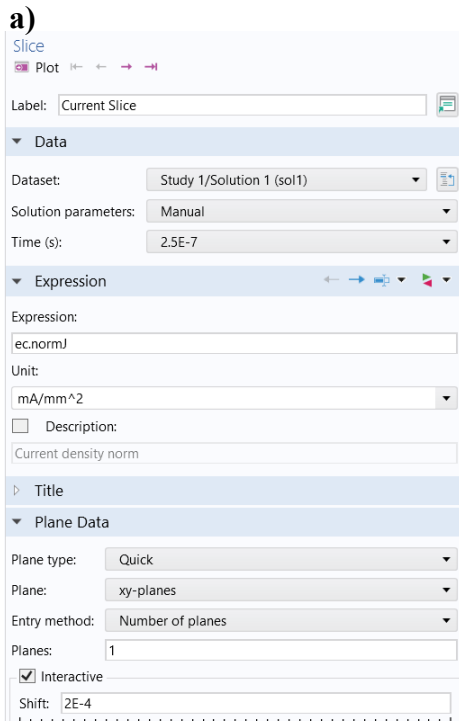 a)
Slice
Plot
Label: Current Slice
Data
Dataset: Study 1/Solution 1 (sol1)
Solution parameters: Manual
Time (s): 2.5E-7
Expression
Expression:
ec.normJ
Unit:
mA/mm^2
Description:
Current density norm
Title
Plane Data
Plane type: Quick
Plane: xy-planes
Entry method: Number of planes
Planes: 1
Interactive
Shift: 2E-4